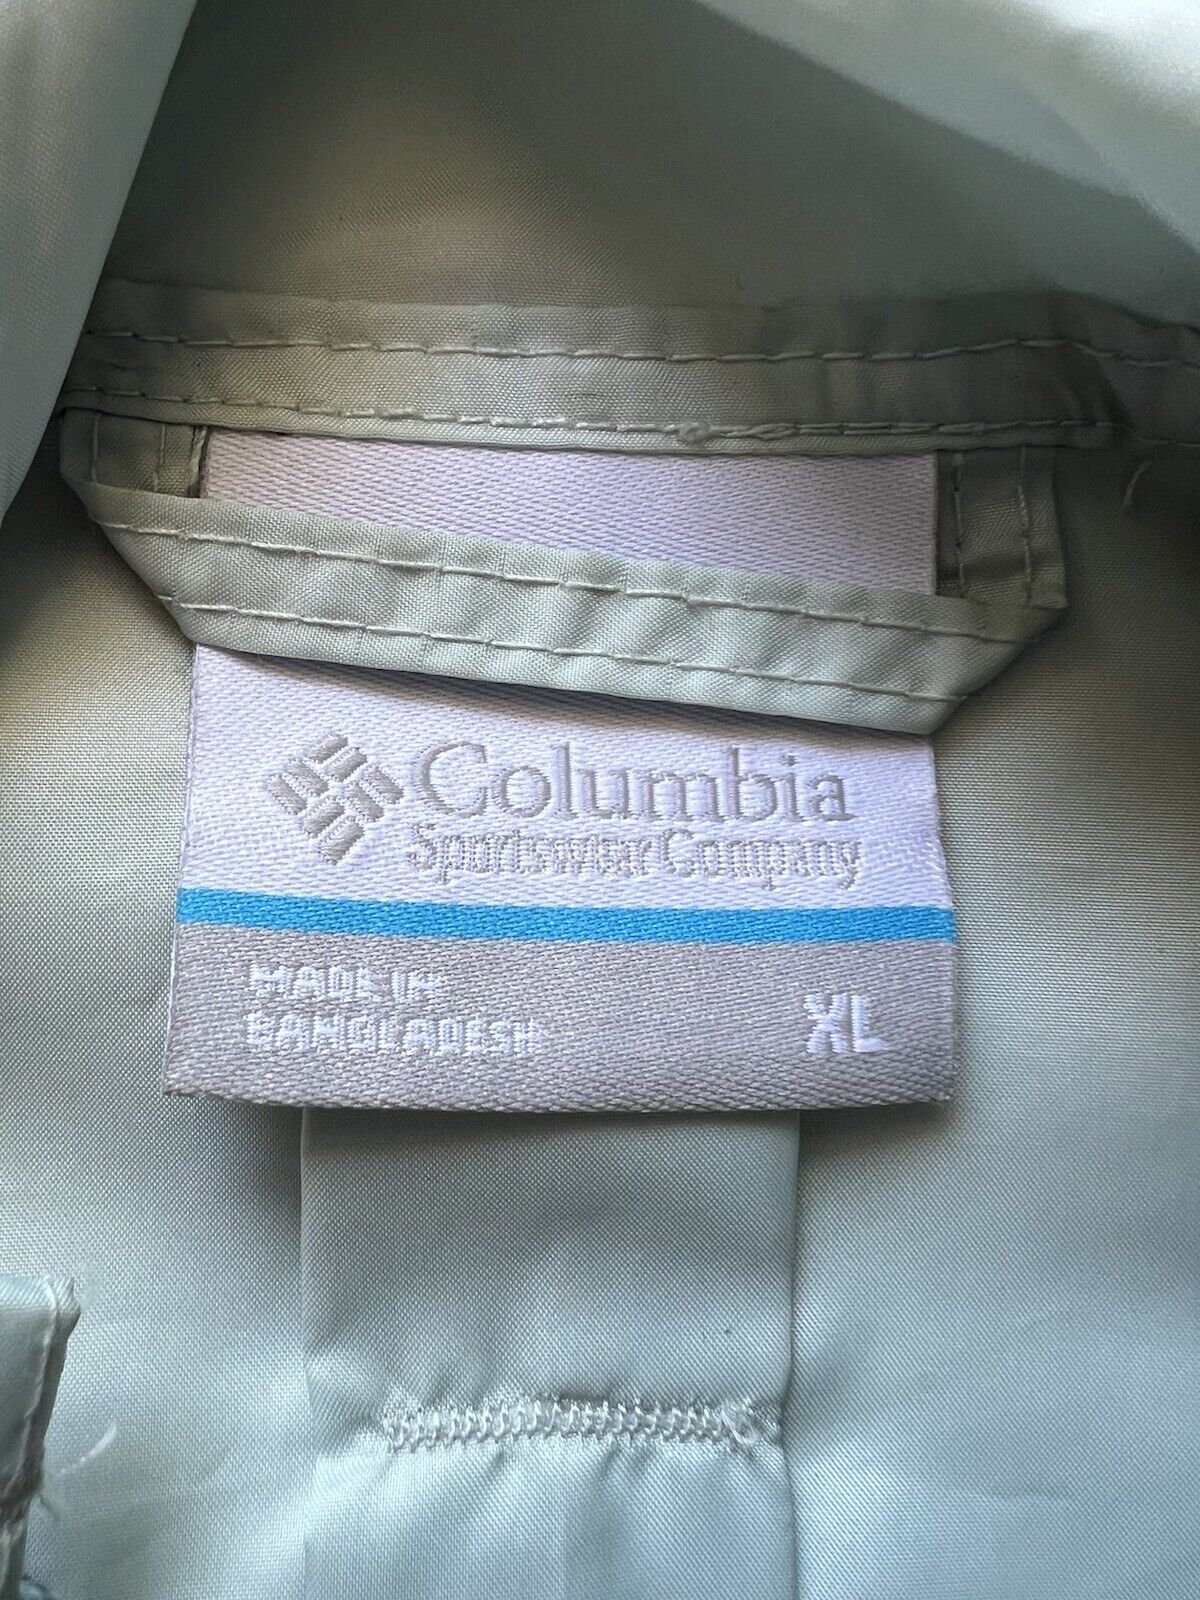 Columbia
Sportswear Company
MADE IN
BANGLADESH
XL